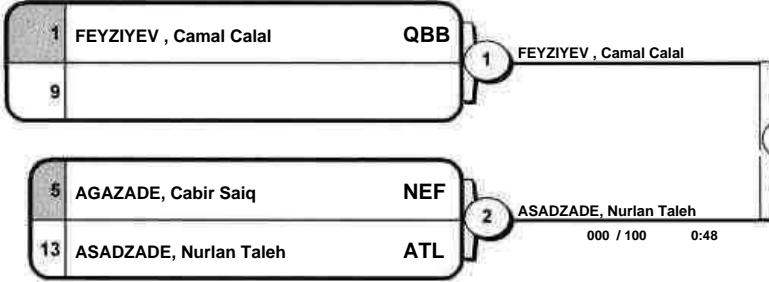 1 FEYZIYEV , Camal Calal QBB
1 FEYZIYEV , Camal Calal
9
5 AGAZADE, Cabir Saiq NEF
2 ASADZADE, Nurlan Taleh
000 / 100 0:48
13 ASADZADE, Nurlan Taleh ATL